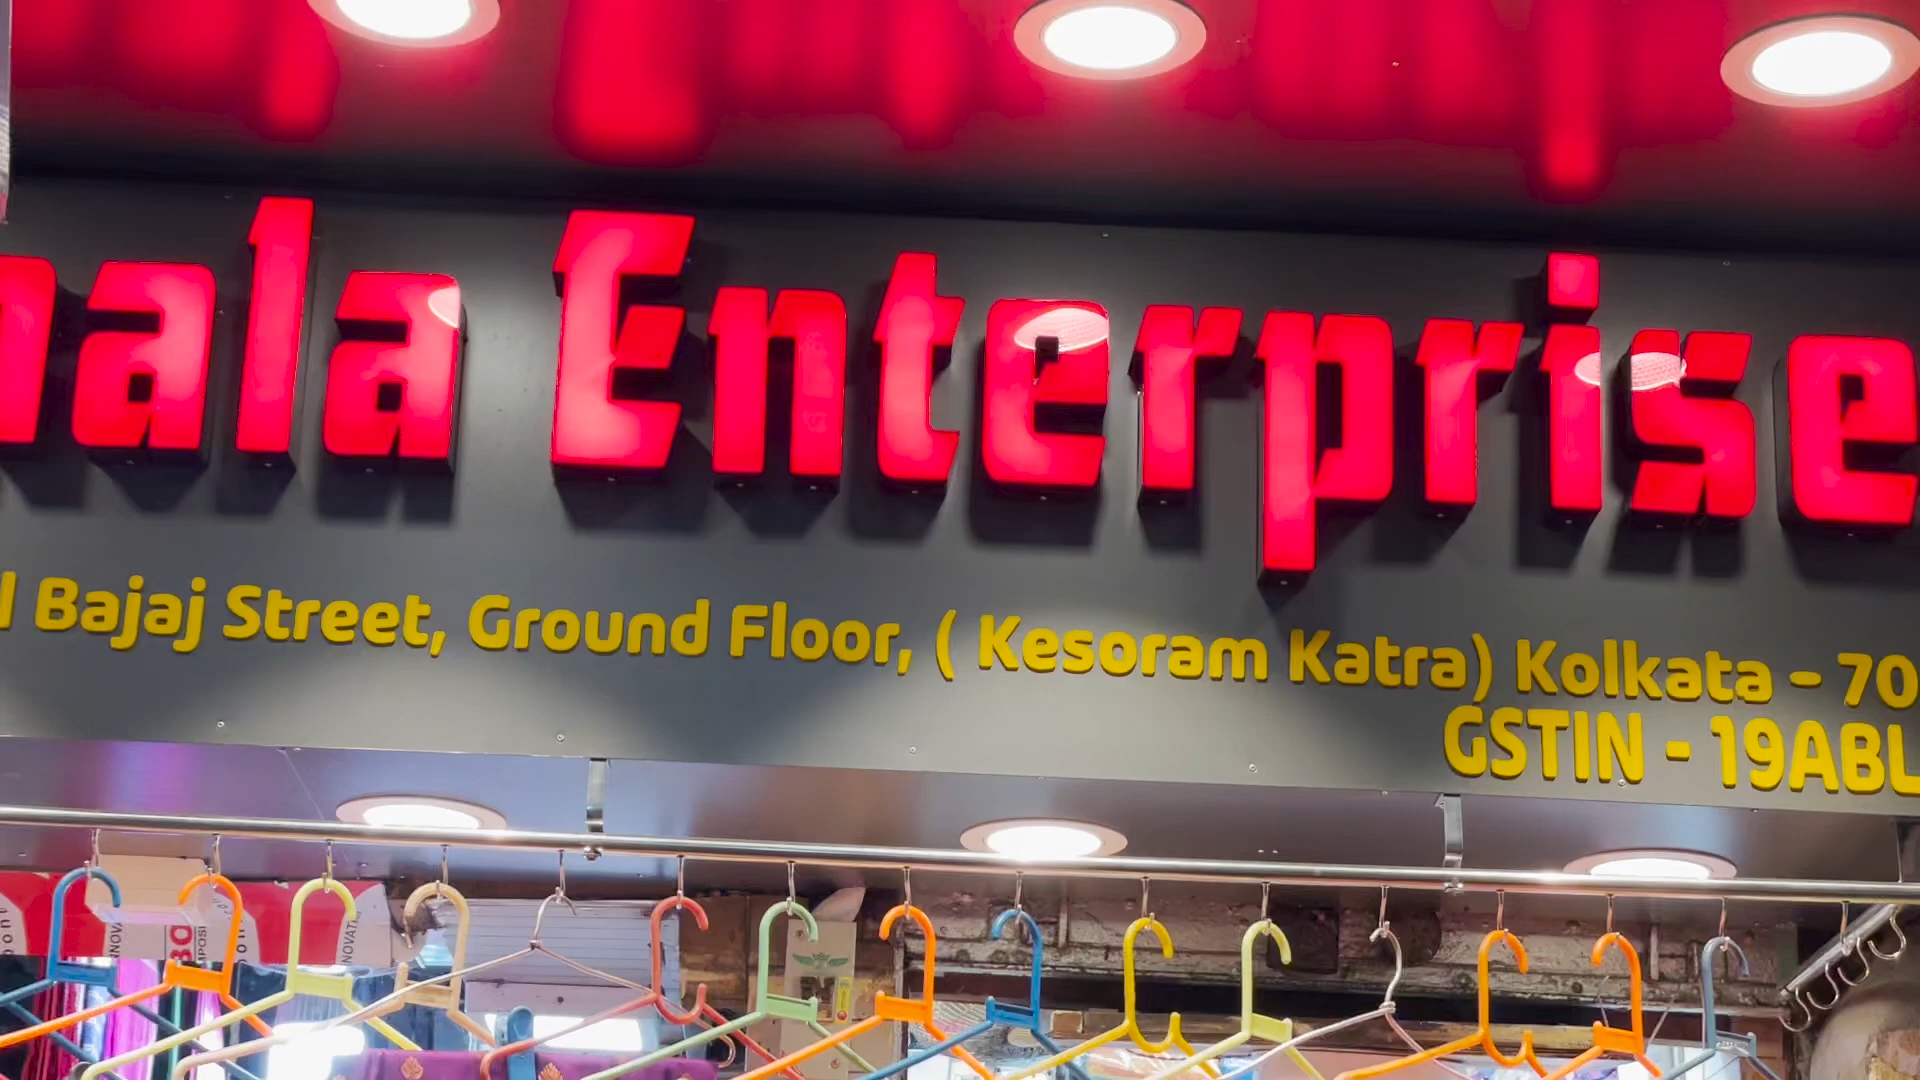 ala Enterprise
l Bajaj Street, Ground Floor, ( Kesoram Katra) Kolkata - 70
GSTIN - 19ABL